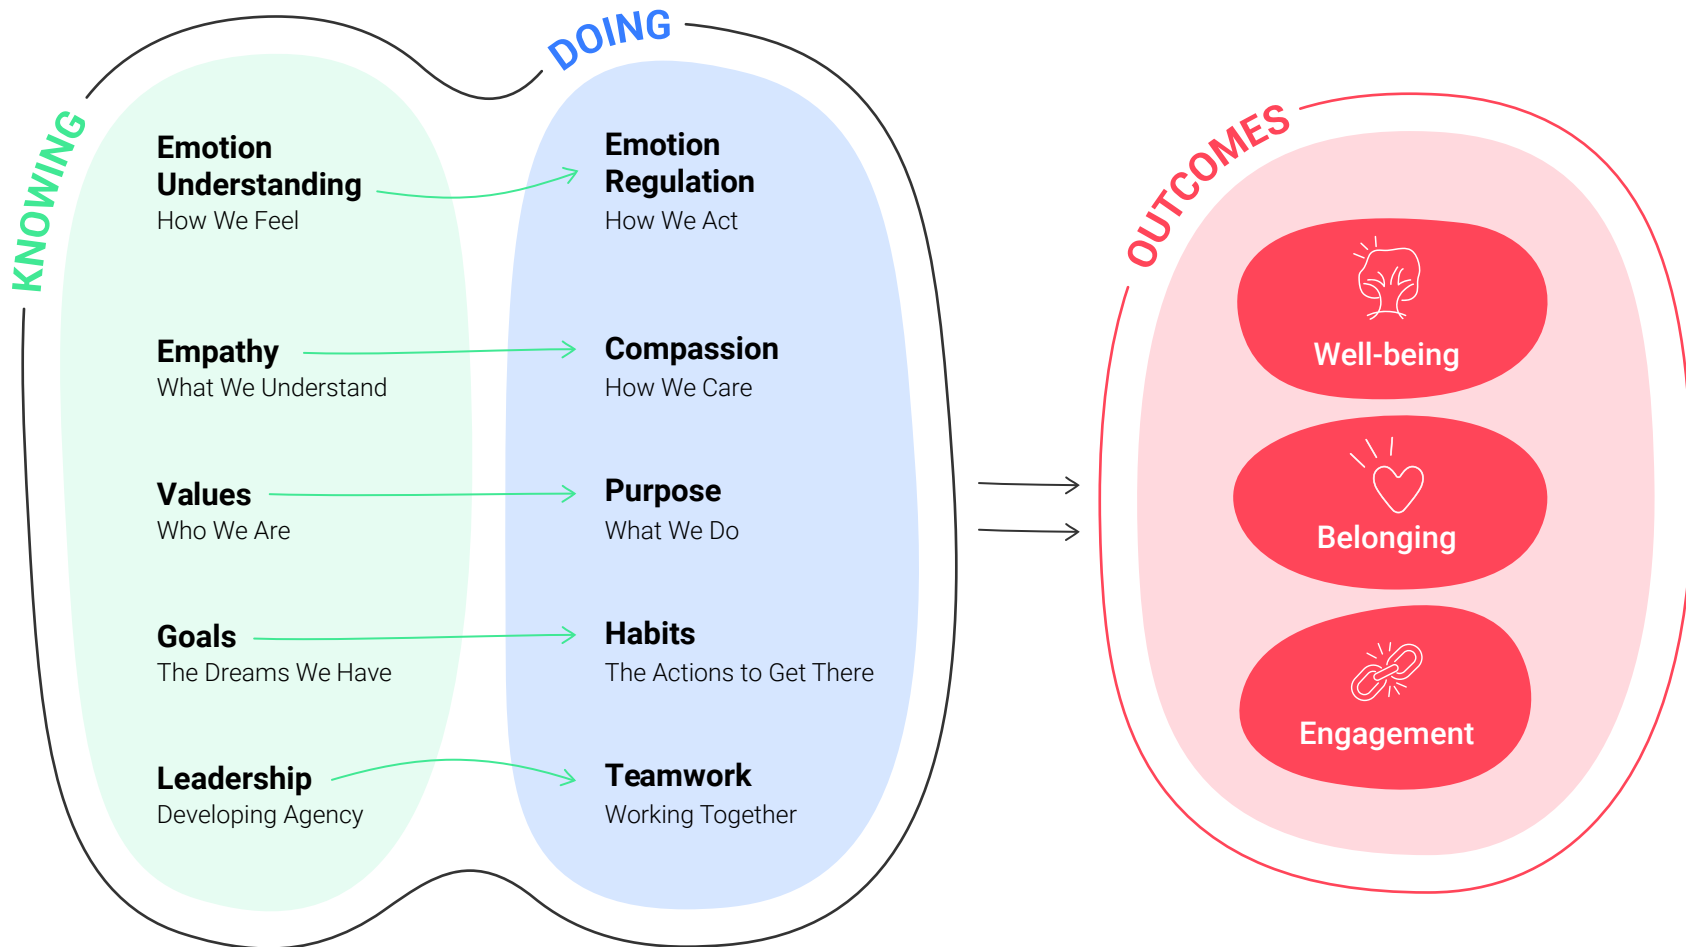 KNOWING
Emotion
Understanding
How We Feel
Empathy
What We Understand
Values
Who We Are
Goals
The Dreams We Have
Leadership
Developing Agency
DOING
Emotion
Regulation
How We Act
Compassion
How We Care
Purpose
What We Do
Habits
The Actions to Get There
Teamwork
Working Together
OUTCOMES
Well-being
Belonging
Engagement